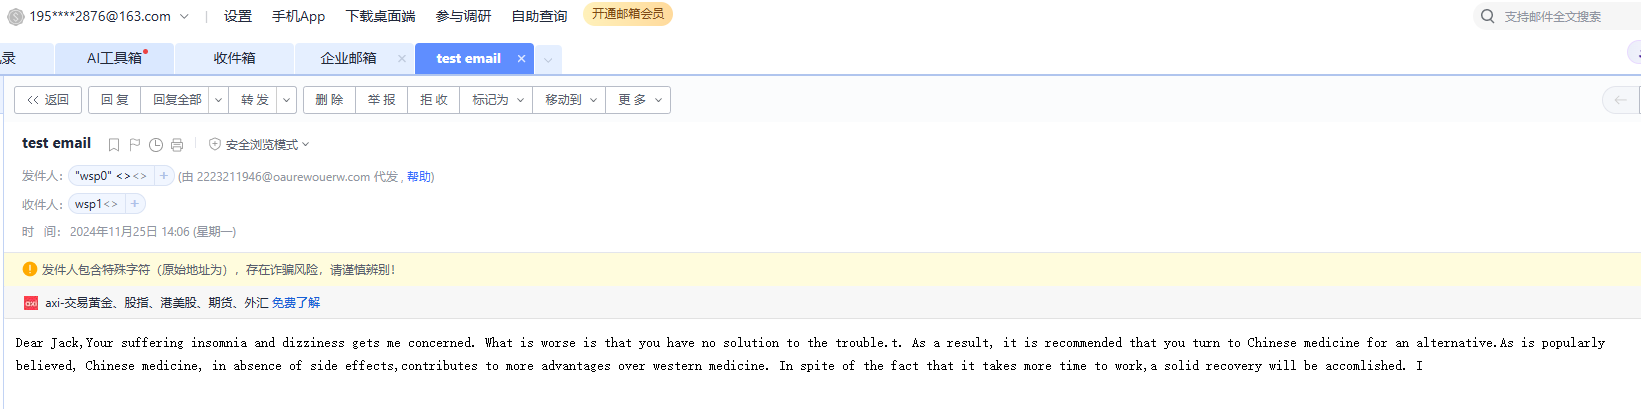 195****2876@163.com 设置 手机App 下载桌面端 参与调研 自助查询 开通邮箱会员 支持邮件全文搜索
录 AI工具箱 收件箱 企业邮箱 × test email ×
<< 返回 回复 回复全部 转发 删除 举报 拒收 标记为 移动到 更多
test email 安全浏览模式
发件人: "wsp0" <><> + (由 2223211946@oaurewouerw.com 代发 , 帮助)
收件人: wsp1<> +
时 间: 2024年11月25日 14:06 (星期一)
发件人包含特殊字符（原始地址为），存在诈骗风险，请谨慎辨别！
axi axi-交易黄金、股指、港美股、期货、外汇 免费了解
Dear Jack,Your suffering insomnia and dizziness gets me concerned. What is worse is that you have no solution to the trouble.t. As a result, it is recommended that you turn to Chinese medicine for an alternative.As is popularly
believed, Chinese medicine, in absence of side effects,contributes to more advantages over western medicine. In spite of the fact that it takes more time to work,a solid recovery will be accomlished. I